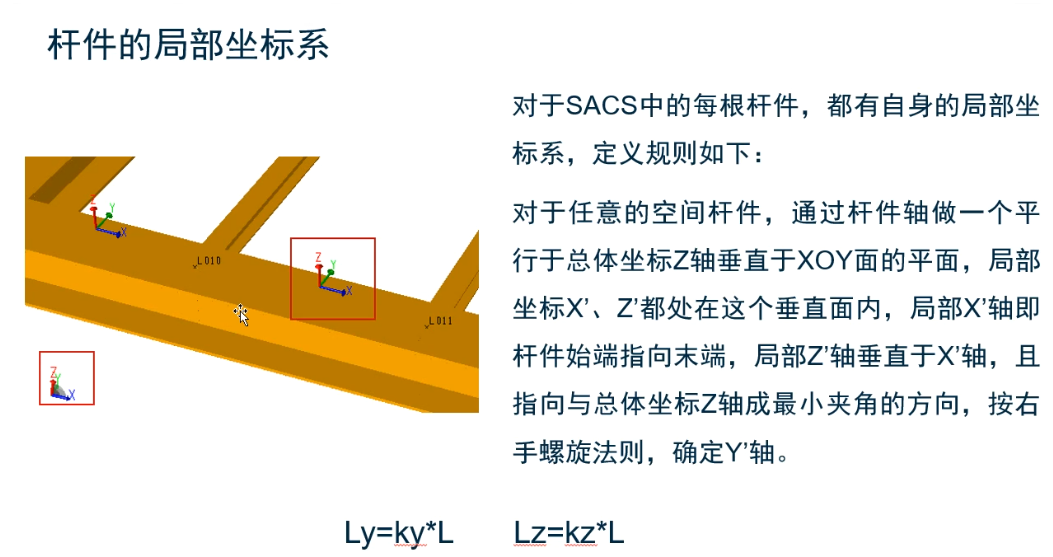 杆件的局部坐标系
对于SACS中的每根杆件，都有自身的局部坐
标系，定义规则如下：
对于任意的空间杆件，通过杆件轴做一个平
行于总体坐标Z轴垂直于XOY面的平面，局部
坐标X’、Z’都处在这个垂直面内，局部X’轴即
杆件始端指向末端，局部Z’轴垂直于X’轴，且
指向与总体坐标Z轴成最小夹角的方向，按右
手螺旋法则，确定Y’轴。
Z
Y
X
L010
Z
Y
X
L011
Z
Y
X
Ly=ky*L
Lz=kz*L